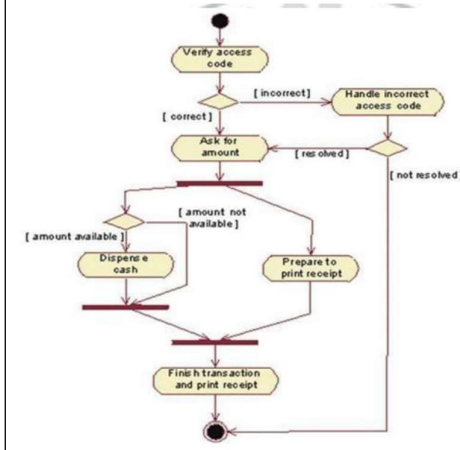 Verify access
code
[ incorrect ]
Handle incorrect
access code
[ correct ]
Ask for
amount
[ resolved ]
[ not resolved
[ amount not
available ]
[ amount available ]
Dispense
cash
Prepare to
print receipt
Finish transaction
and print receipt